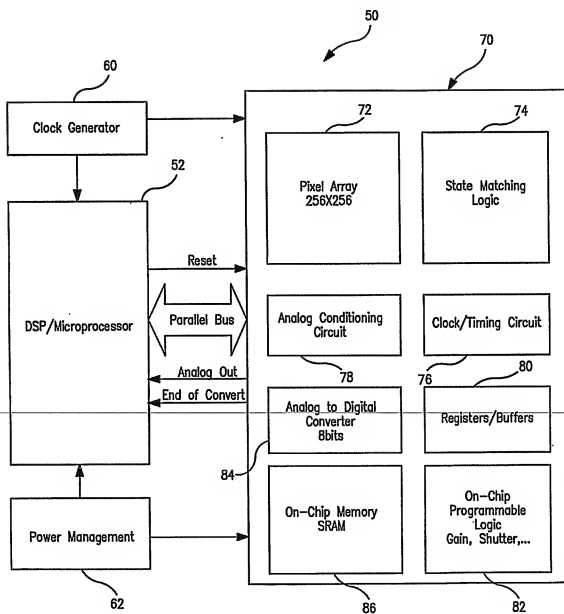 50
60
70
Clock Generator
72
74
Pixel Array
256X256
State Matching
Logic
52
Reset
DSP/Microprocessor
Parallel Bus
Analog Conditioning
Circuit
Clock/Timing Circuit
Analog Out
78
76
80
End of Convert
Analog to Digital
Converter
8bits
Registers/Buffers
84
Power Management
On-Chip Memory
SRAM
On-Chip
Programmable
Logic
Gain, Shutter,...
62
86
82